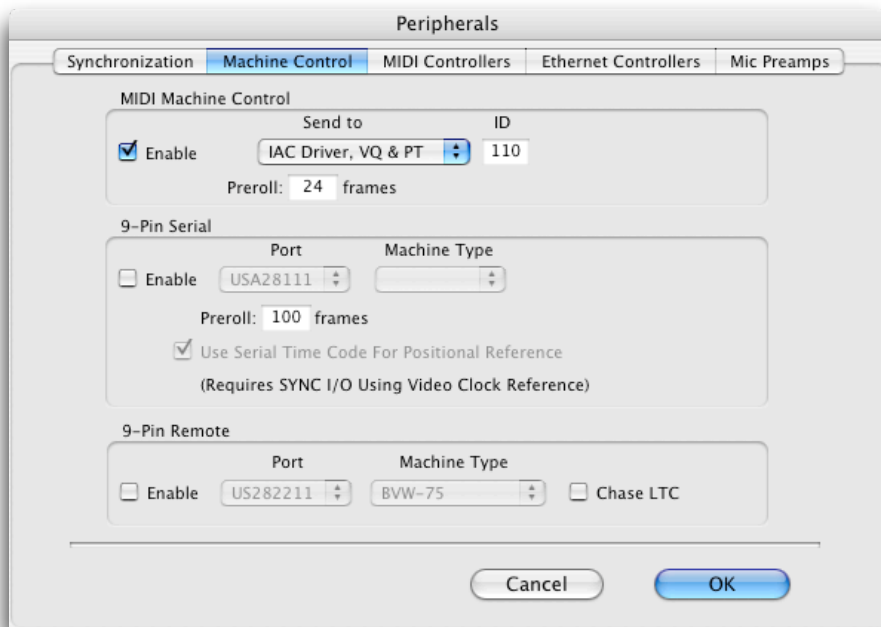 Peripherals
Synchronization Machine Control MIDI Controllers Ethernet Controllers Mic Preamps
MIDI Machine Control
Send to ID
Enable IAC Driver, VQ & PT 110
Preroll: 24 frames
9-Pin Serial
Port Machine Type
Enable USA28111
Preroll: 100 frames
Use Serial Time Code For Positional Reference
(Requires SYNC I/O Using Video Clock Reference)
9-Pin Remote
Port Machine Type
Enable US282211 BVW-75 Chase LTC
Cancel OK